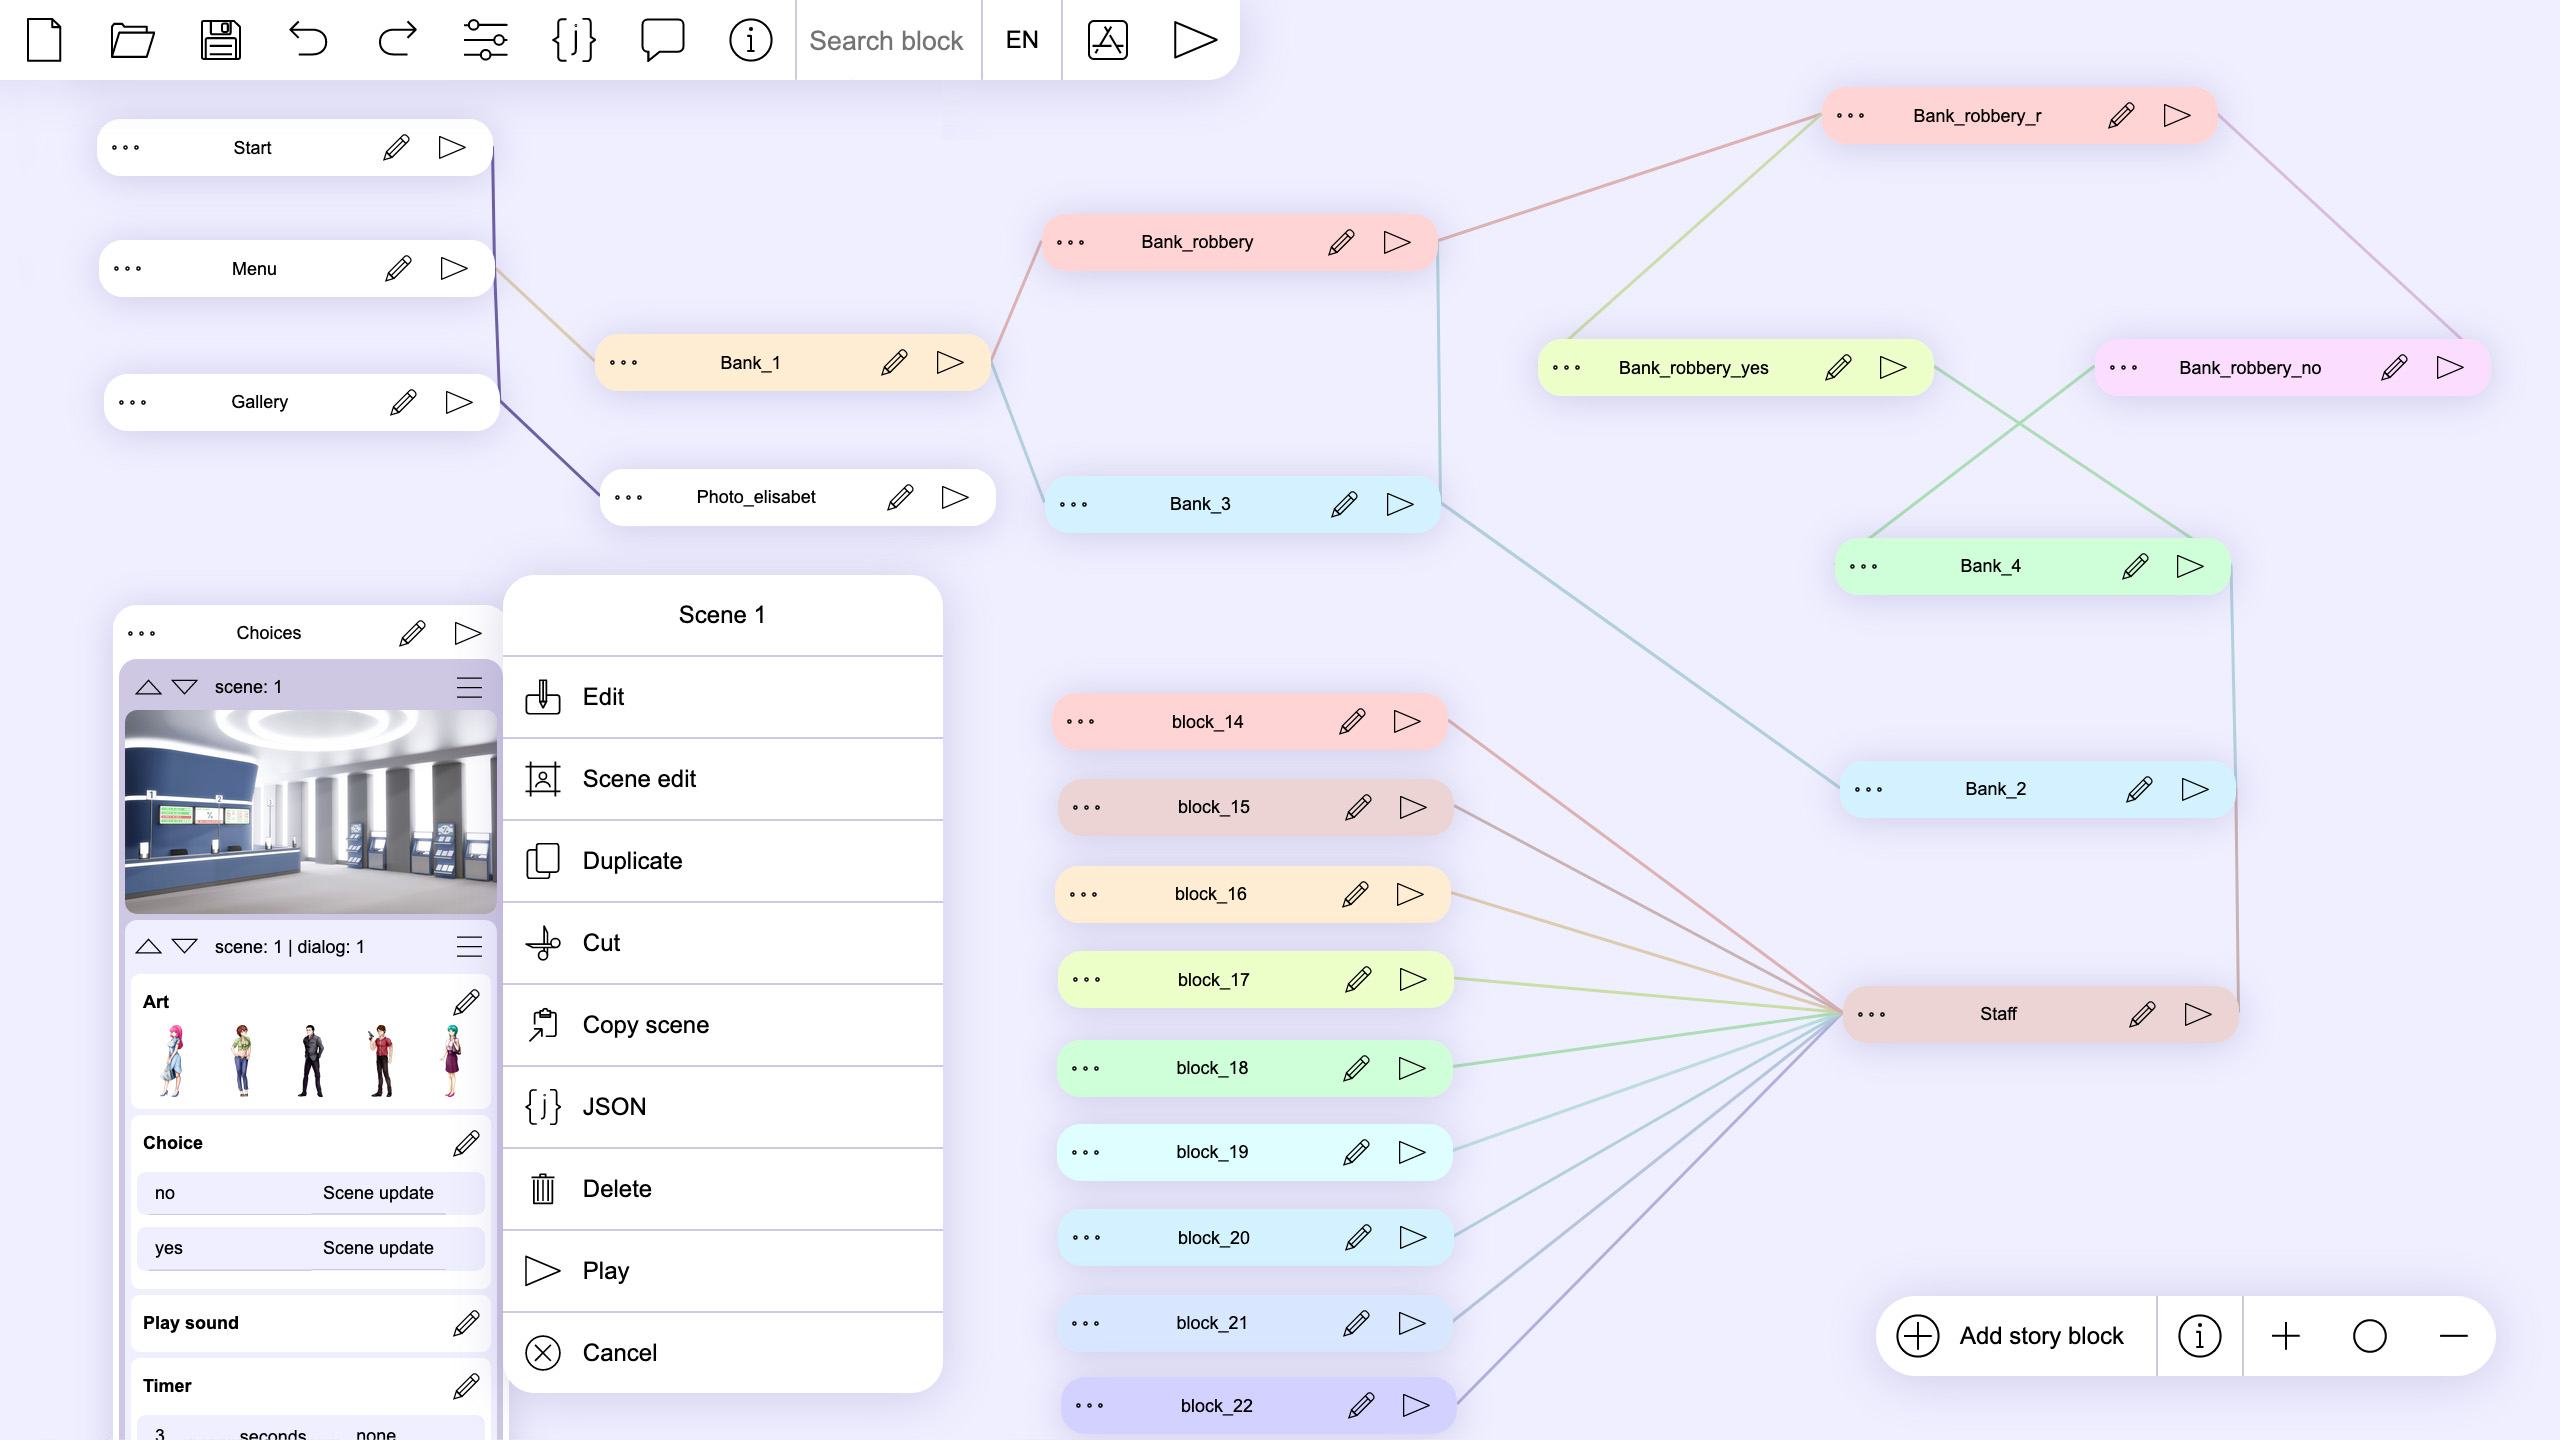 Search block
EN
Start
Menu
Gallery
Bank_1
Photo_elisabet
Bank_robbery
Bank_3
Bank_robbery_r
Bank_robbery_yes
Bank_robbery_no
Bank_4
Bank_2
Staff
block_14
block_15
block_16
block_17
block_18
block_19
block_20
block_21
block_22
Choices
scene: 1
1
2
%
scene: 1 | dialog: 1
Art
Choice
no Scene update
yes Scene update
Play sound
Timer
3 seconds none
Scene 1
Edit
Scene edit
Duplicate
Cut
Copy scene
{j} JSON
Delete
Play
Cancel
Add story block